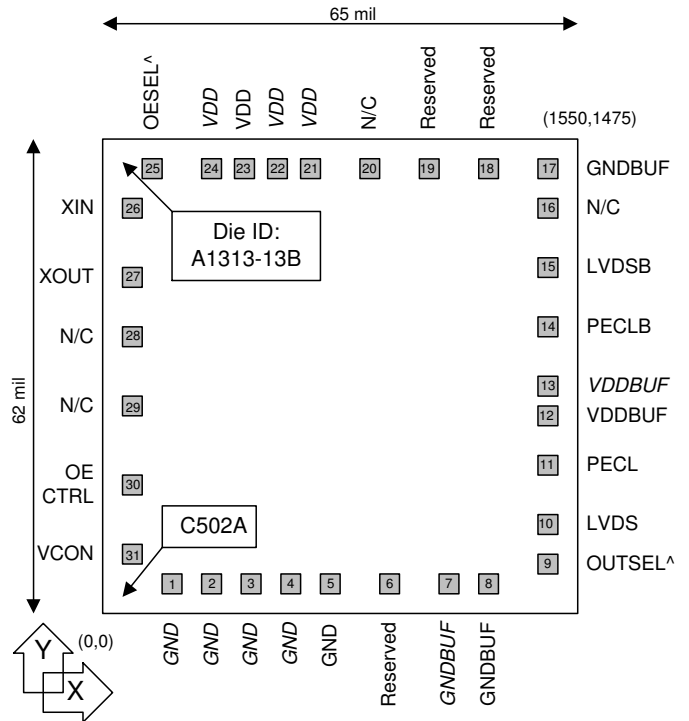 65 mil
OESEL^
VDD
VDD
VDD
VDD
N/C
Reserved
Reserved
(1550,1475)
25
24
23
22
21
20
19
18
17
GNDBUF
XIN
26
16
N/C
Die ID:
A1313-13B
XOUT
27
15
LVDSB
N/C
28
14
PECLB
62 mil
13
VDDBUF
N/C
29
12
VDDBUF
11
PECL
OE
CTRL
30
C502A
10
LVDS
VCON
31
9
OUTSEL^
1
2
3
4
5
6
7
8
(0,0)
GND
GND
GND
GND
GND
Reserved
GNDBUF
GNDBUF
Y
X